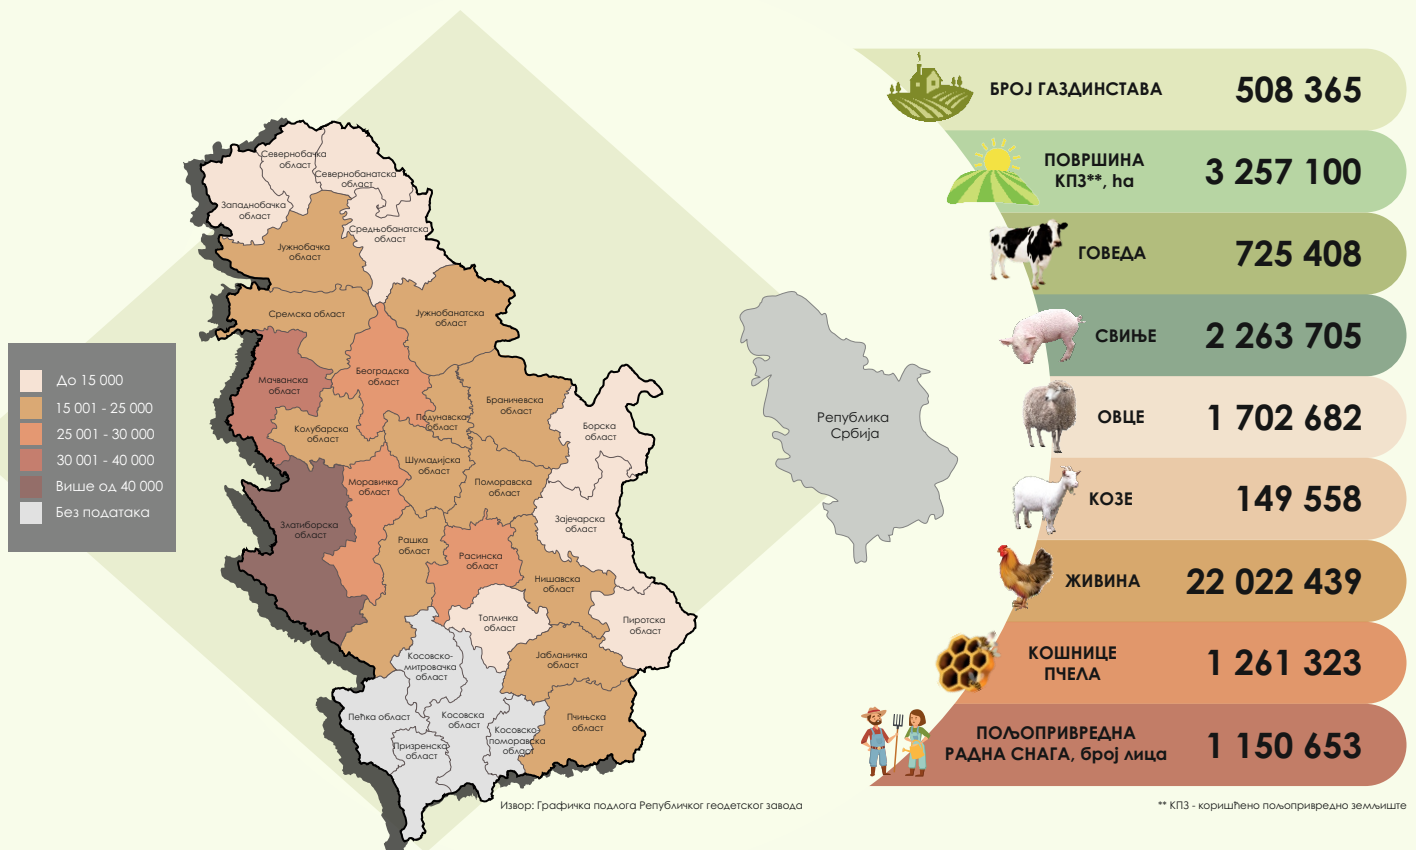 Севернобачка
област
Севернобанатска
област
Западнобачка
област
Средњобанатска
област
Јужнобачка
област
Сремска област
Јужнобанатска
област
Мачванска
област
Београдска
област
Колубарска
област
Подунавска
област
Браничевска
област
Борска
област
Шумадијска
област
Моравичка
област
Поморавска
област
Златиборска
област
Зајечарска
област
Рашка
област
Расинска
област
Нишавска
област
Топличка
област
Пиротска
област
Јабланичка
област
Косовско-
митровачка
област
Пећка област
Косовска
област
Косовско-
поморавска
област
Призренска
област
Пчињска
област
До 15 000
15 001 - 25 000
25 001 - 30 000
30 001 - 40 000
Више од 40 000
Без података
Република
Србија
БРОЈ ГАЗДИНСТАВА 508 365
ПОВРШИНА
КПЗ**, ha 3 257 100
ГОВЕДА 725 408
СВИЊЕ 2 263 705
ОВЦЕ 1 702 682
КОЗЕ 149 558
ЖИВИНА 22 022 439
КОШНИЦЕ
ПЧЕЛА 1 261 323
ПОЉОПРИВРЕДНА
РАДНА СНАГА, број лица 1 150 653
Извор: Графичка подлога Републичког геодетског завода
** КПЗ - коришћено пољопривредно земљиште